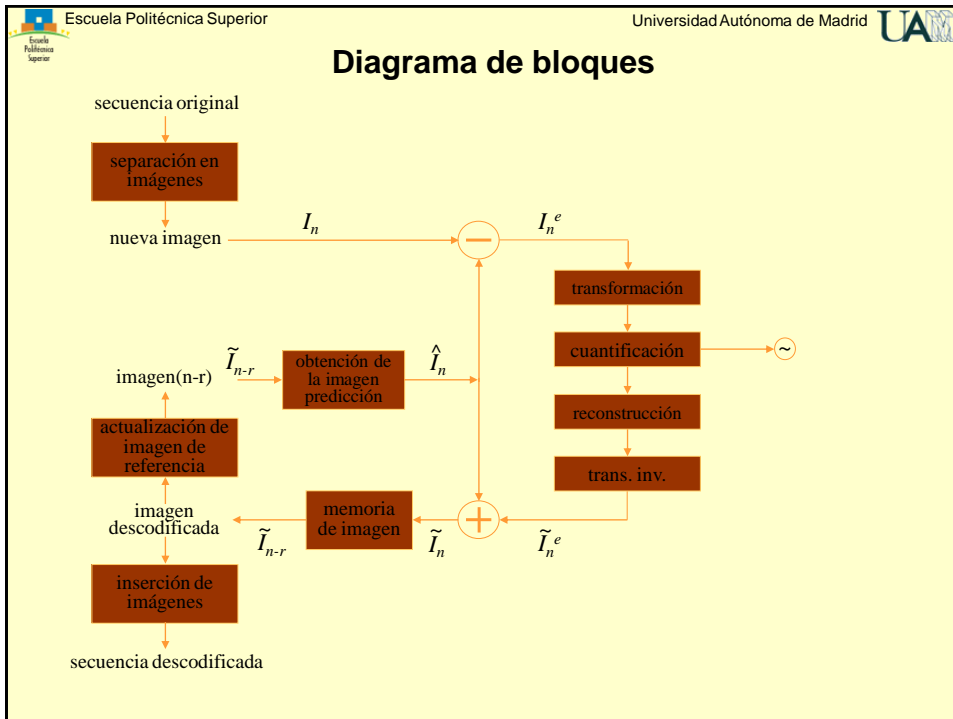 Escuela Politécnica Superior
Universidad Autónoma de Madrid
UAM
Escuela
Politécnica
Superior
Diagrama de bloques
secuencia original
separación en
imágenes
nueva imagen
Iₙ
−
Iₙᵉ
transformación
cuantificación
~
reconstrucción
trans. inv.
imagen(n-r)
Ĩₙ₋ᵣ
obtención de
la imagen
predicción
Îₙ
actualización de
imagen de
referencia
imagen
descodificada
Ĩₙ₋ᵣ
memoria
de imagen
Ĩₙ
+
Ĩₙᵉ
inserción de
imágenes
secuencia descodificada